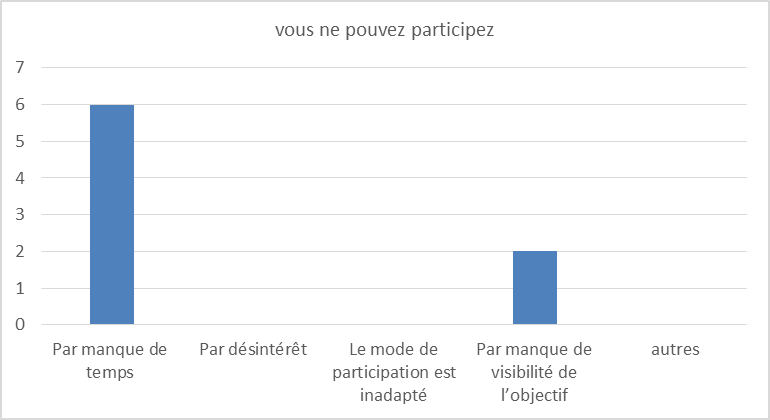 vous ne pouvez participez
7
6
5
4
3
2
1
0
Par manque de
temps
Par désintérêt
Le mode de
participation est
inadapté
Par manque de
visibilité de
l’objectif
autres